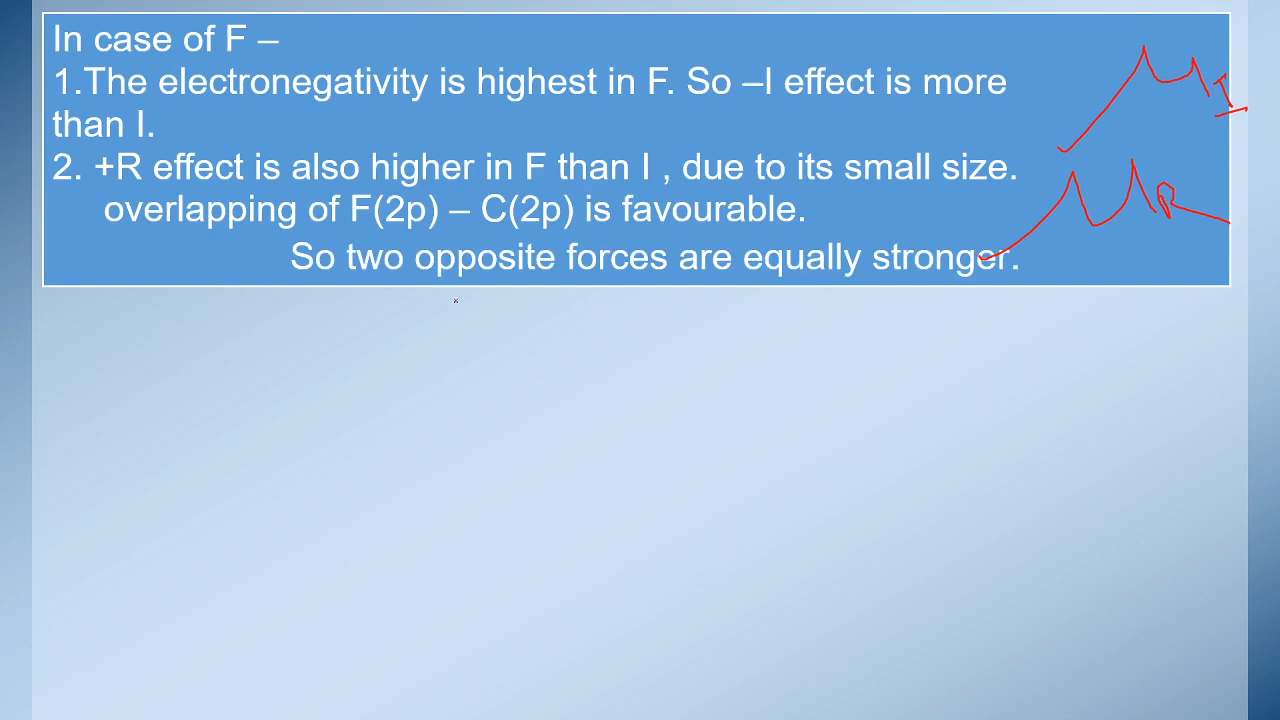 In case of F –
1.The electronegativity is highest in F. So –I effect is more
than I.
2. +R effect is also higher in F than I , due to its small size.
overlapping of F(2p) – C(2p) is favourable.
So two opposite forces are equally stronger.